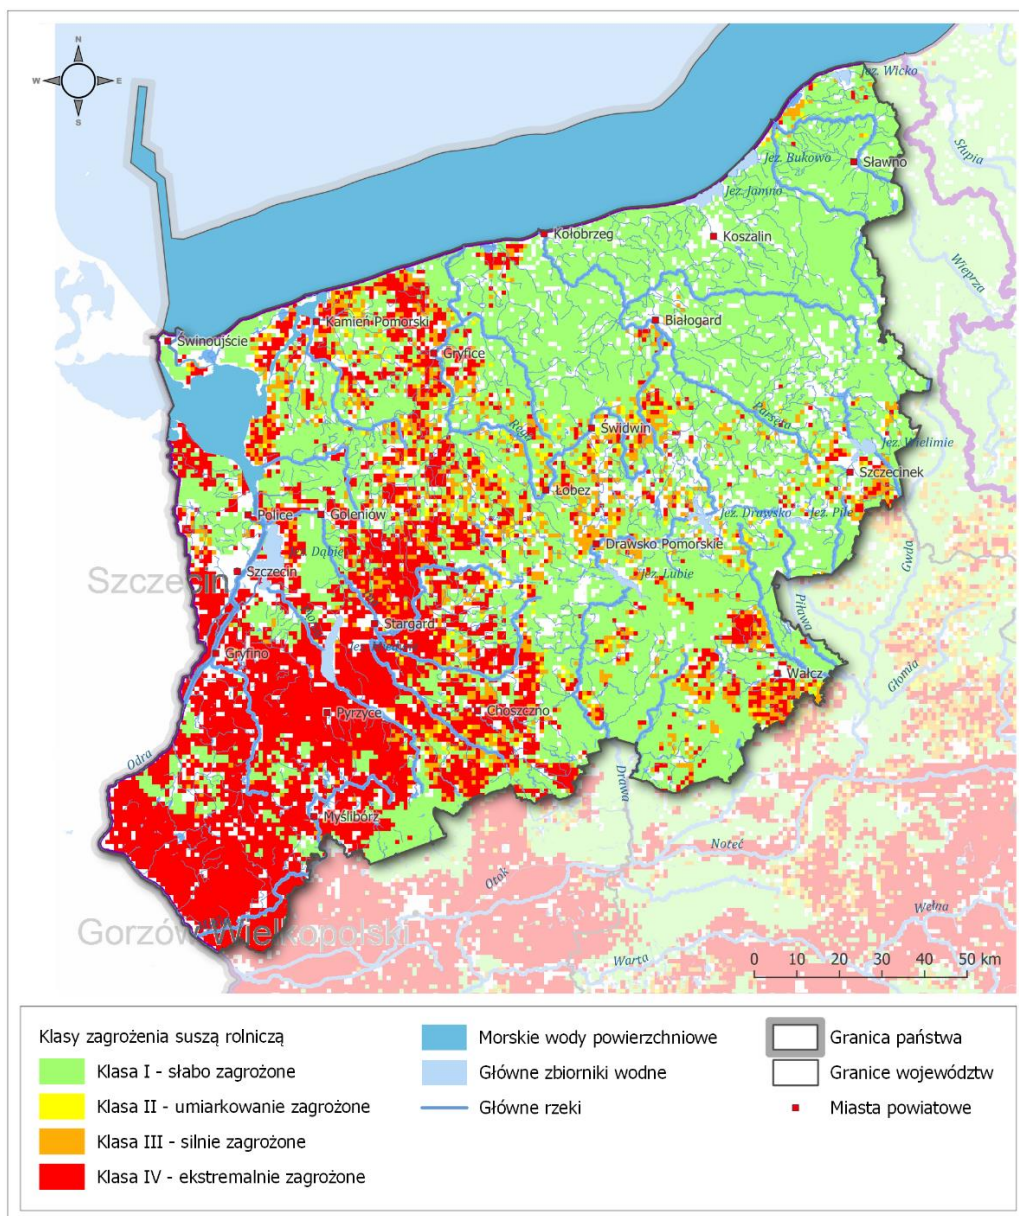 N
W E
S
Jez. Wicko
Słupia
Jez. Bukowo
Sławno
Jez. Jamno
Kołobrzeg
Koszalin
Wieprza
Świnoujście
Kamień Pomorski
Białogard
Gryfice
Parsęta
Rega
Świdwin
Jez. Wielimie
Szczecinek
Łobez
Police
Goleniów
Jez. Drawsko
Jez. Pile
Drawsko Pomorskie
Gwda
Szczecin
Szczecin
Jez. Lubie
Piława
Stargard
Gryfino
Wałcz
Głomia
Pyrzyce
Choszczno
Odra
Drawa
Myślibórz
Noteć
Otok
Wełna
Gorzów Wielkopolski
Warta
0 10 20 30 40 50 km
Klasy zagrożenia suszą rolniczą
Klasa I - słabo zagrożone
Klasa II - umiarkowanie zagrożone
Klasa III - silnie zagrożone
Klasa IV - ekstremalnie zagrożone
Morskie wody powierzchniowe
Główne zbiorniki wodne
Główne rzeki
Granica państwa
Granice województw
Miasta powiatowe